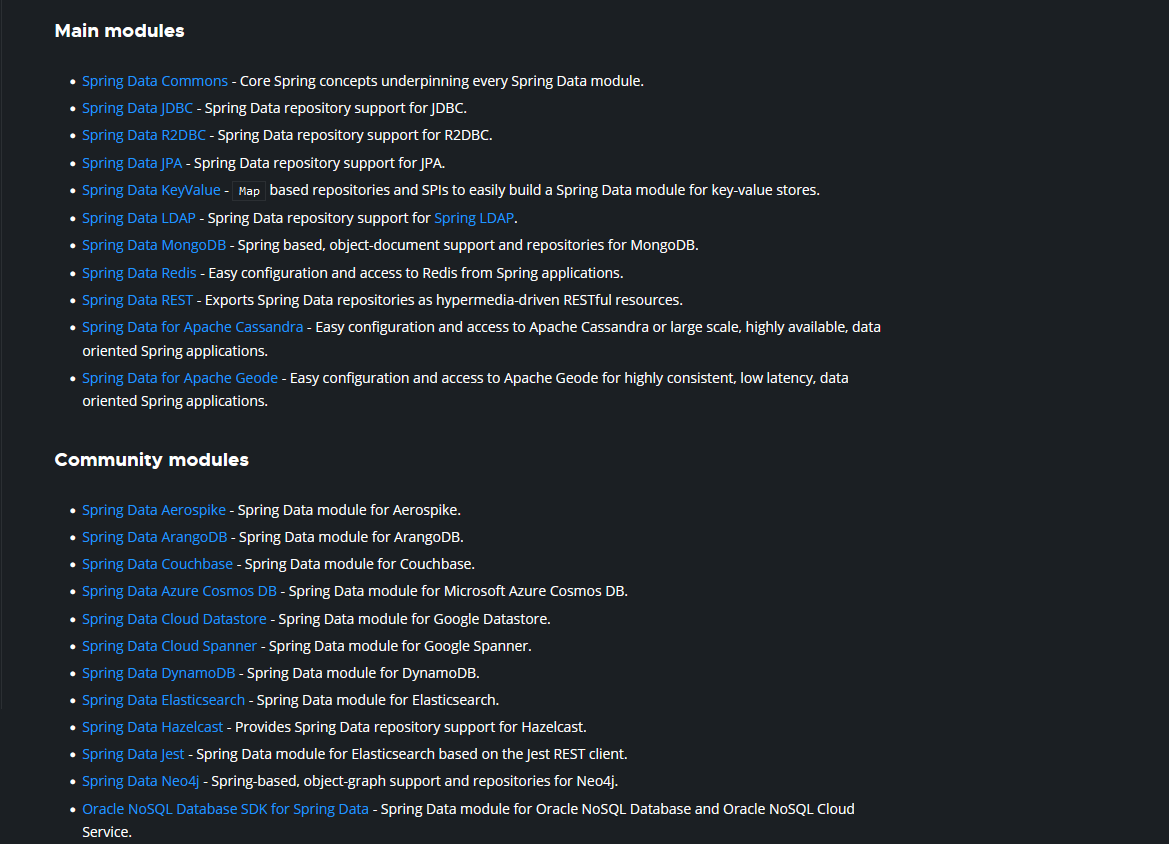 Main modules
• Spring Data Commons - Core Spring concepts underpinning every Spring Data module.
• Spring Data JDBC - Spring Data repository support for JDBC.
• Spring Data R2DBC - Spring Data repository support for R2DBC.
• Spring Data JPA - Spring Data repository support for JPA.
• Spring Data KeyValue - Map based repositories and SPIs to easily build a Spring Data module for key-value stores.
• Spring Data LDAP - Spring Data repository support for Spring LDAP.
• Spring Data MongoDB - Spring based, object-document support and repositories for MongoDB.
• Spring Data Redis - Easy configuration and access to Redis from Spring applications.
• Spring Data REST - Exports Spring Data repositories as hypermedia-driven RESTful resources.
• Spring Data for Apache Cassandra - Easy configuration and access to Apache Cassandra or large scale, highly available, data
oriented Spring applications.
• Spring Data for Apache Geode - Easy configuration and access to Apache Geode for highly consistent, low latency, data
oriented Spring applications.
Community modules
• Spring Data Aerospike - Spring Data module for Aerospike.
• Spring Data ArangoDB - Spring Data module for ArangoDB.
• Spring Data Couchbase - Spring Data module for Couchbase.
• Spring Data Azure Cosmos DB - Spring Data module for Microsoft Azure Cosmos DB.
• Spring Data Cloud Datastore - Spring Data module for Google Datastore.
• Spring Data Cloud Spanner - Spring Data module for Google Spanner.
• Spring Data DynamoDB - Spring Data module for DynamoDB.
• Spring Data Elasticsearch - Spring Data module for Elasticsearch.
• Spring Data Hazelcast - Provides Spring Data repository support for Hazelcast.
• Spring Data Jest - Spring Data module for Elasticsearch based on the Jest REST client.
• Spring Data Neo4j - Spring-based, object-graph support and repositories for Neo4j.
• Oracle NoSQL Database SDK for Spring Data - Spring Data module for Oracle NoSQL Database and Oracle NoSQL Cloud
Service.